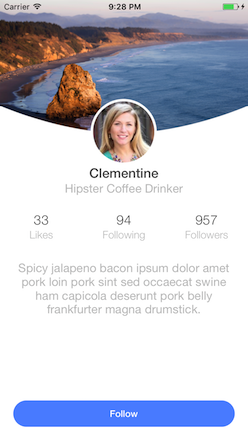 Carrier 9:28 PM
Clementine
Hipster Coffee Drinker
33 94 957
Likes Following Followers
Spicy jalapeno bacon ipsum dolor amet
pork loin pork sint sed occaecat swine
ham capicola deserunt pork belly
frankfurter magna drumstick.
Follow